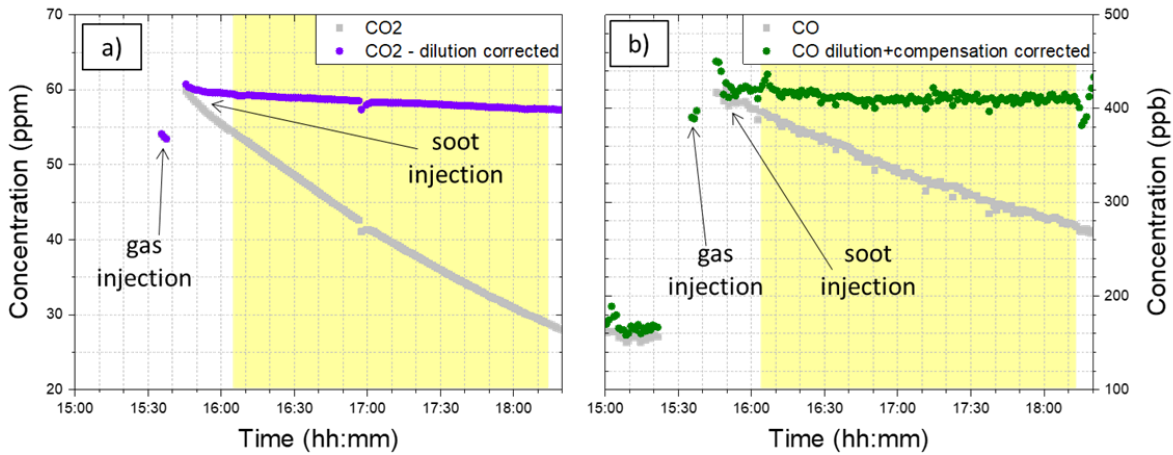 a)
CO2
CO2 - dilution corrected
70
60
50
40
30
20
Concentration (ppm)
gas
injection
soot
injection
15:00
15:30
16:00
16:30
17:00
17:30
18:00
Time (hh:mm)
b)
CO
CO dilution+compensation corrected
500
400
300
200
100
Concentration (ppb)
gas
injection
soot
injection
15:00
15:30
16:00
16:30
17:00
17:30
18:00
Time (hh:mm)